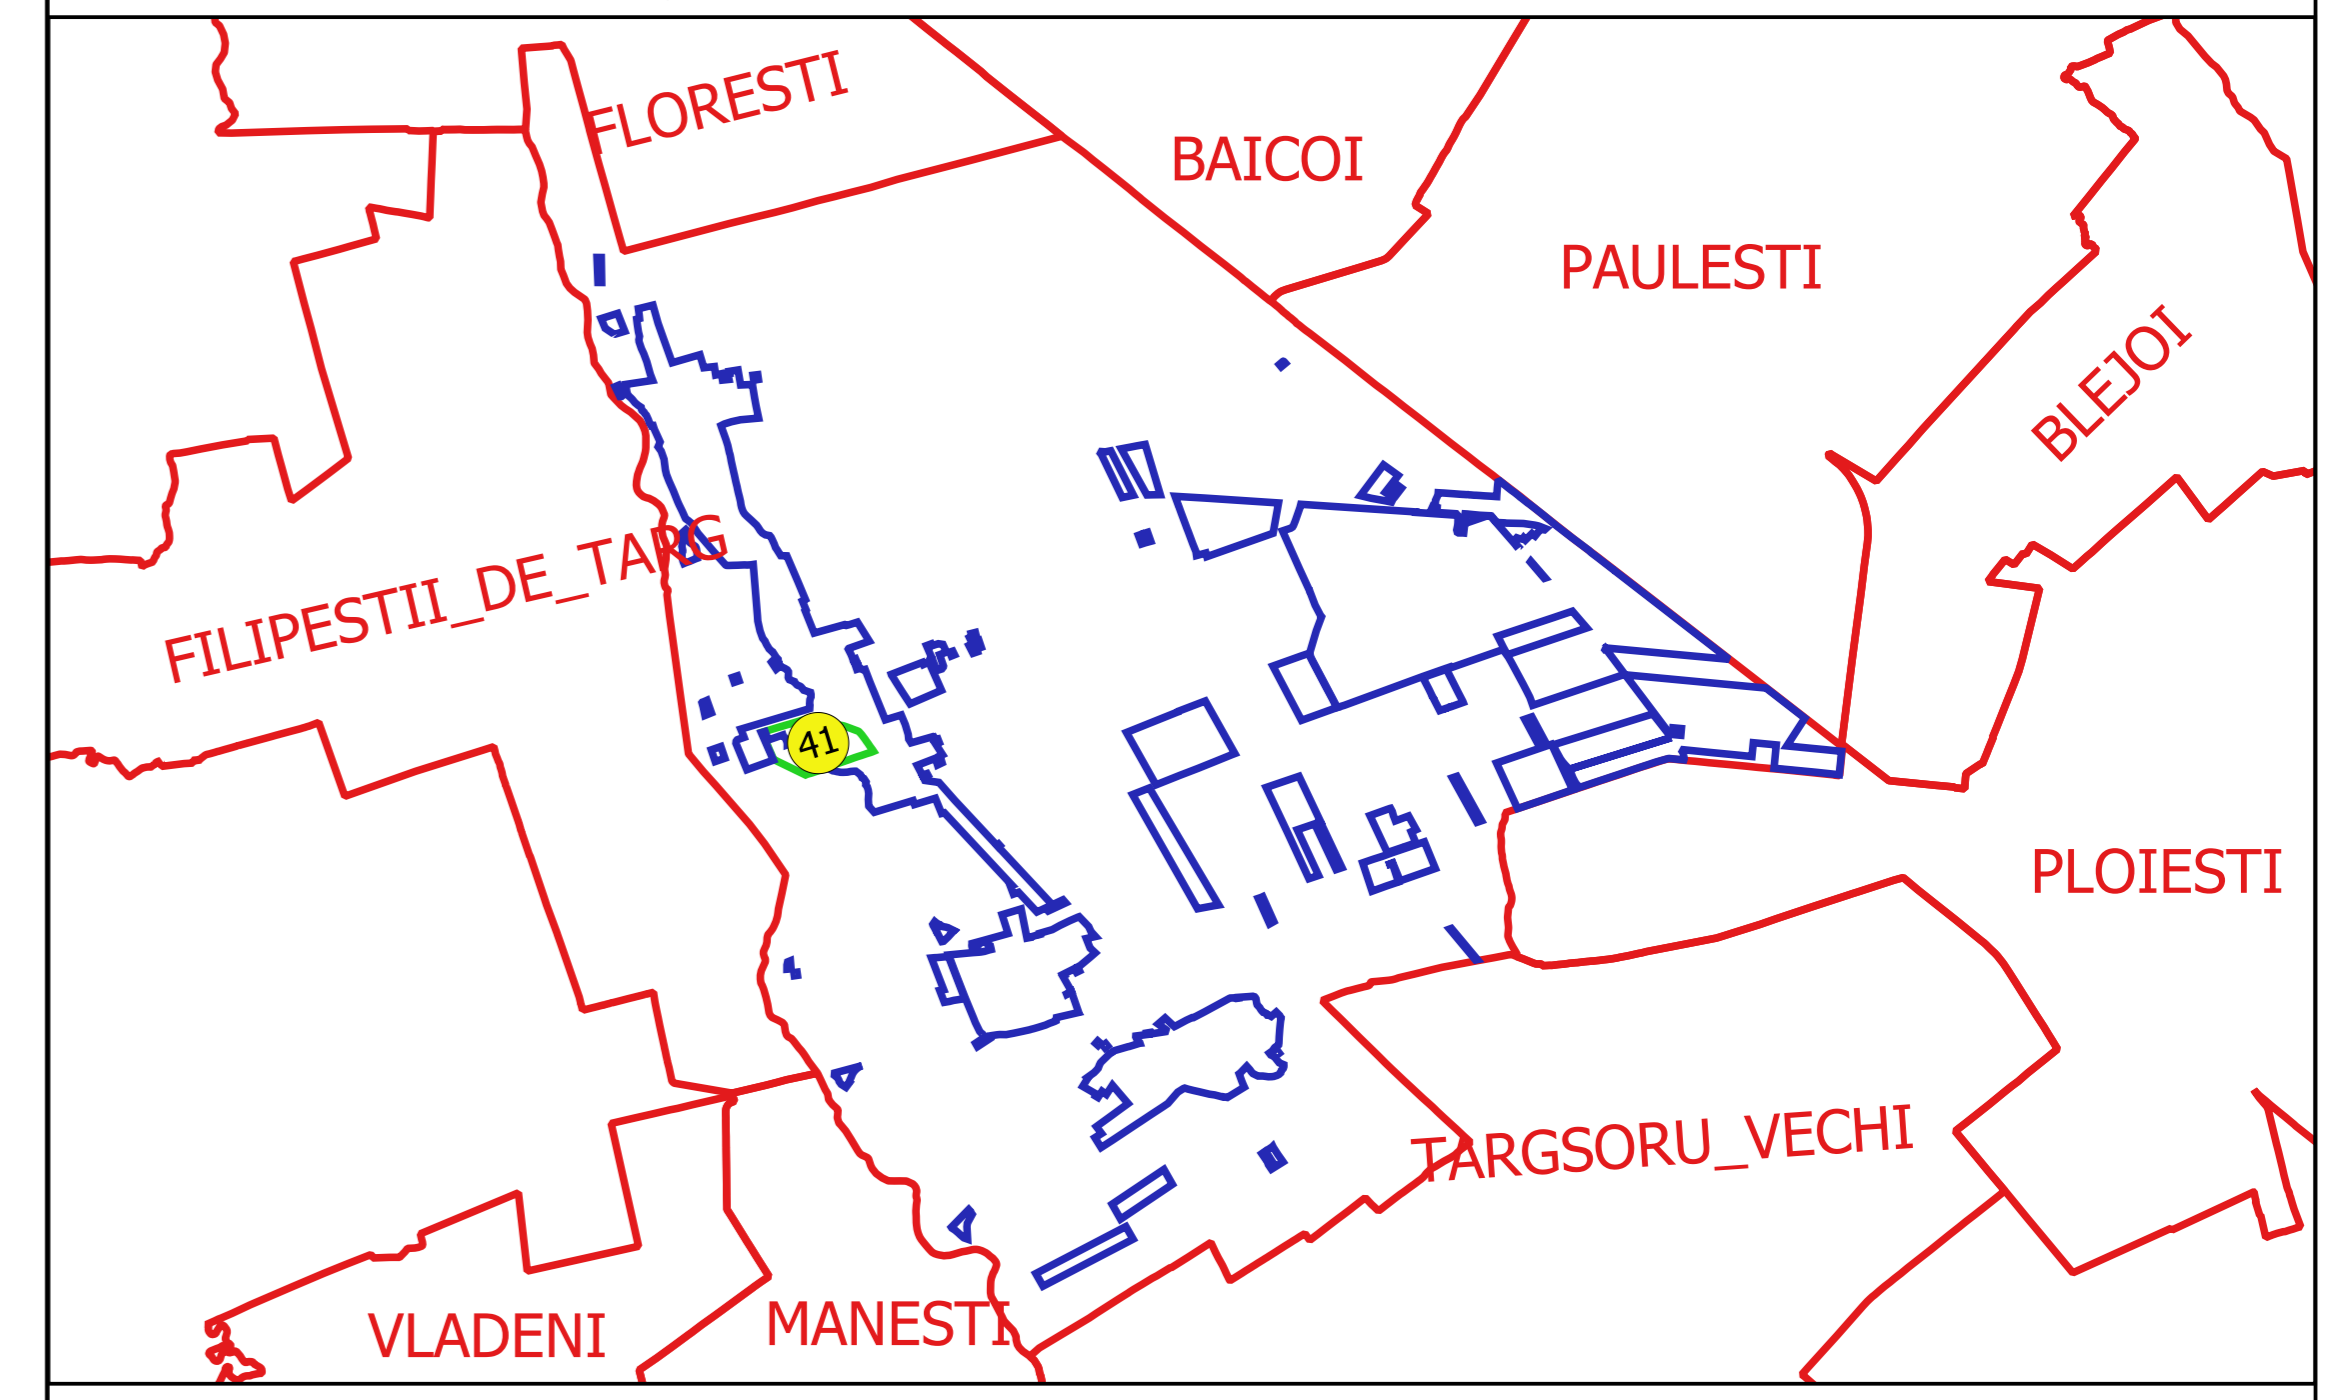 FLORESTI
BAICOI
PAULESTI
BLEJOI
FILIPESTII_DE_TARG
41
PLOIESTI
TARGSORU_VECHI
VLADENI
MANESTI